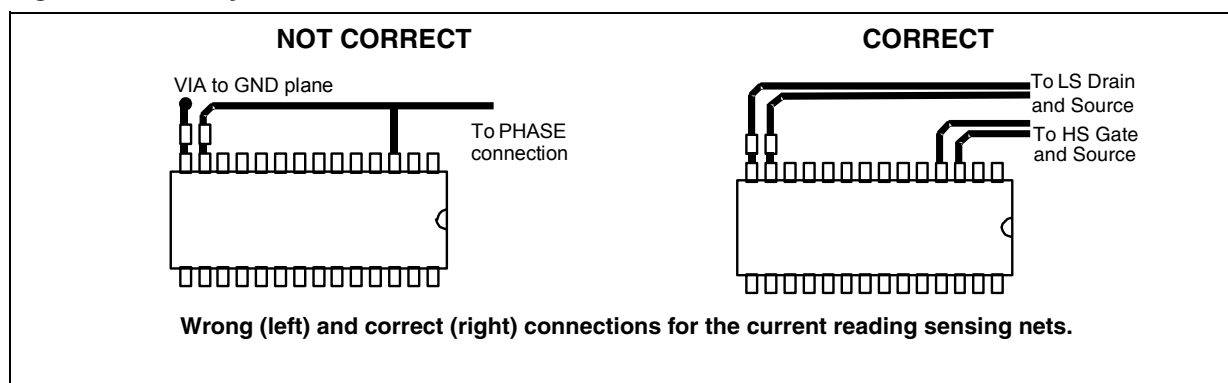 NOT CORRECT
VIA to GND plane
To PHASE
connection
CORRECT
To LS Drain
and Source
To HS Gate
and Source
Wrong (left) and correct (right) connections for the current reading sensing nets.